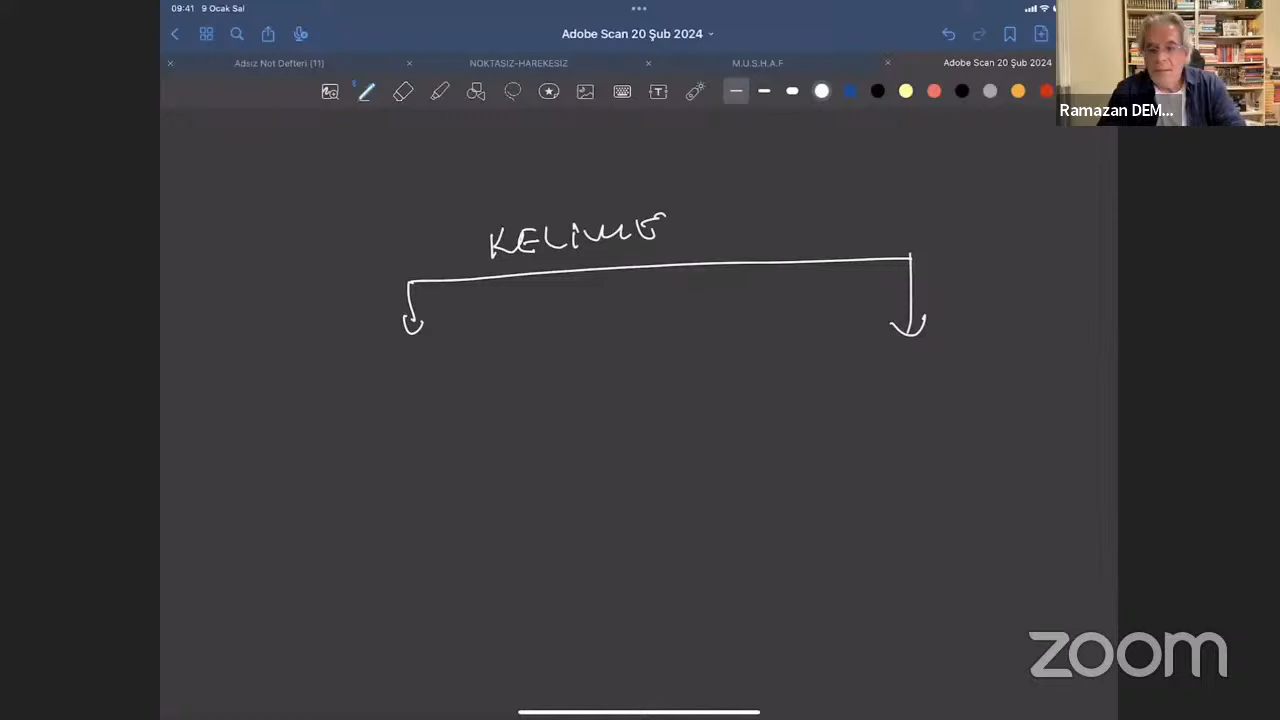 09:41 9 Ocak Sal
Adobe Scan 20 Şub 2024
Adsız Not Defteri (11)
NOKTASIZ-HAREKESİZ
M.U.S.H.A.F
Adobe Scan 20 Şub 2024
T
Ramazan DEM...
KELİME
zoom